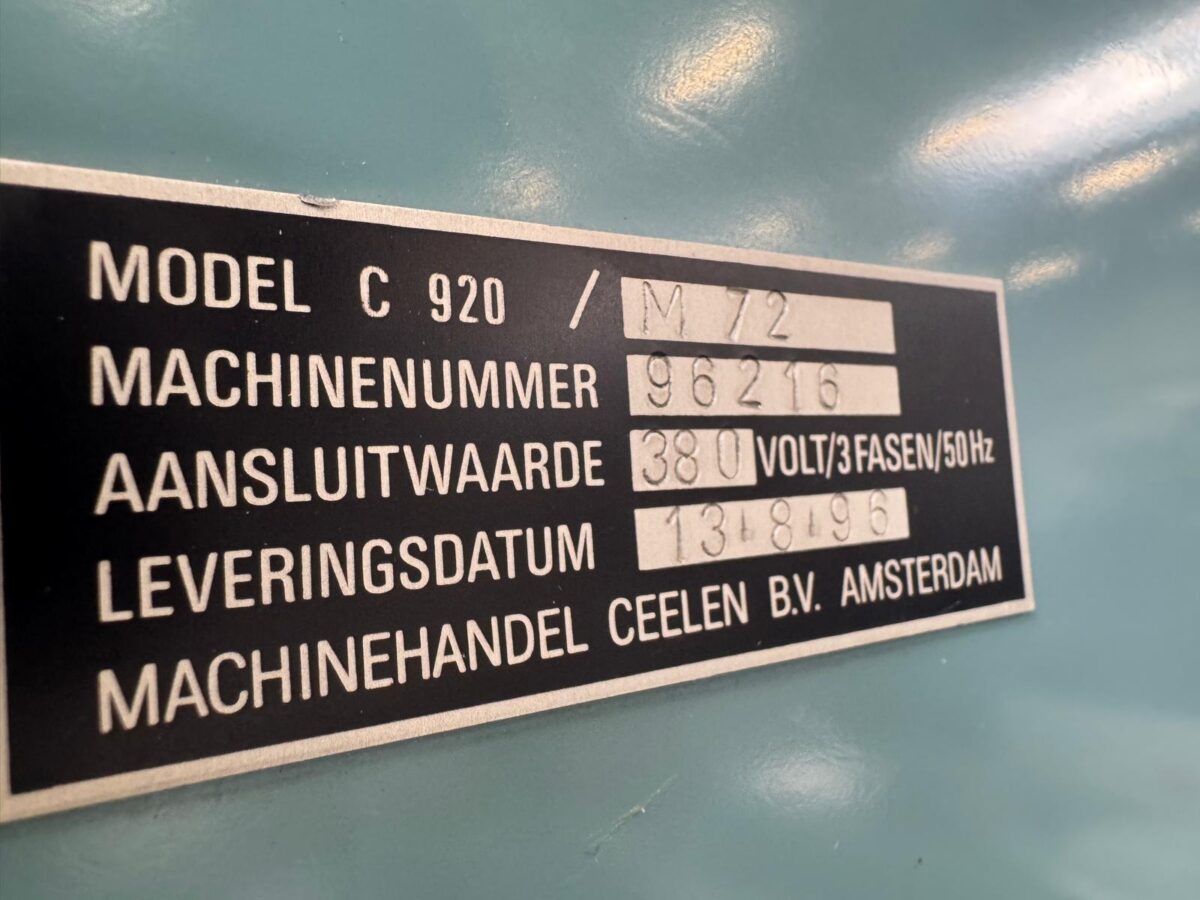 MODEL C 920 / M 72
MACHINENUMMER 96216
AANSLUITWAARDE 380 VOLT/3 FASEN/50 Hz
LEVERINGSDATUM 13-8-96
MACHINEHANDEL CEELEN B.V. AMSTERDAM